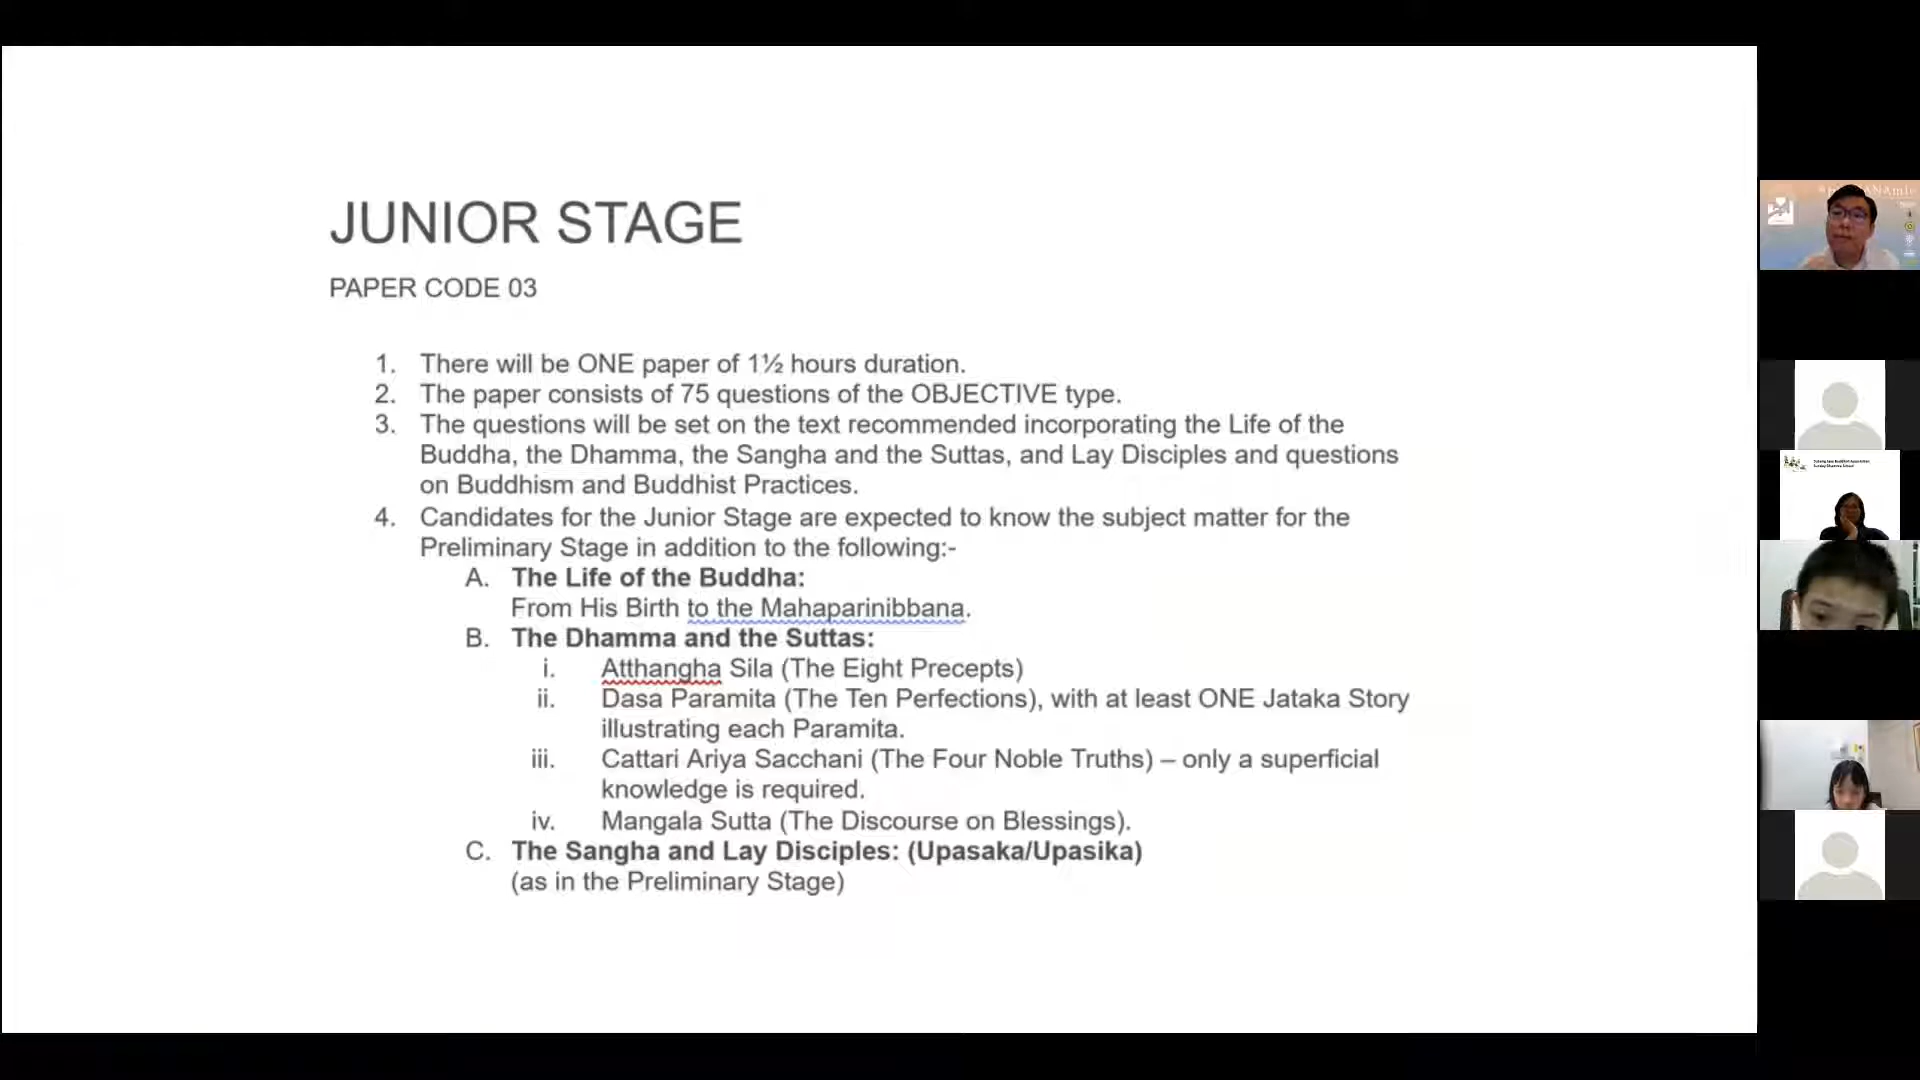 JUNIOR STAGE
PAPER CODE 03
1. There will be ONE paper of 1½ hours duration.
2. The paper consists of 75 questions of the OBJECTIVE type.
3. The questions will be set on the text recommended incorporating the Life of the
Buddha, the Dhamma, the Sangha and the Suttas, and Lay Disciples and questions
on Buddhism and Buddhist Practices.
4. Candidates for the Junior Stage are expected to know the subject matter for the
Preliminary Stage in addition to the following:-
A. The Life of the Buddha:
From His Birth to the Mahaparinibbana.
B. The Dhamma and the Suttas:
i. Atthangha Sila (The Eight Precepts)
ii. Dasa Paramita (The Ten Perfections), with at least ONE Jataka Story
illustrating each Paramita.
iii. Cattari Ariya Sacchani (The Four Noble Truths) – only a superficial
knowledge is required.
iv. Mangala Sutta (The Discourse on Blessings).
C. The Sangha and Lay Disciples: (Upasaka/Upasika)
(as in the Preliminary Stage)